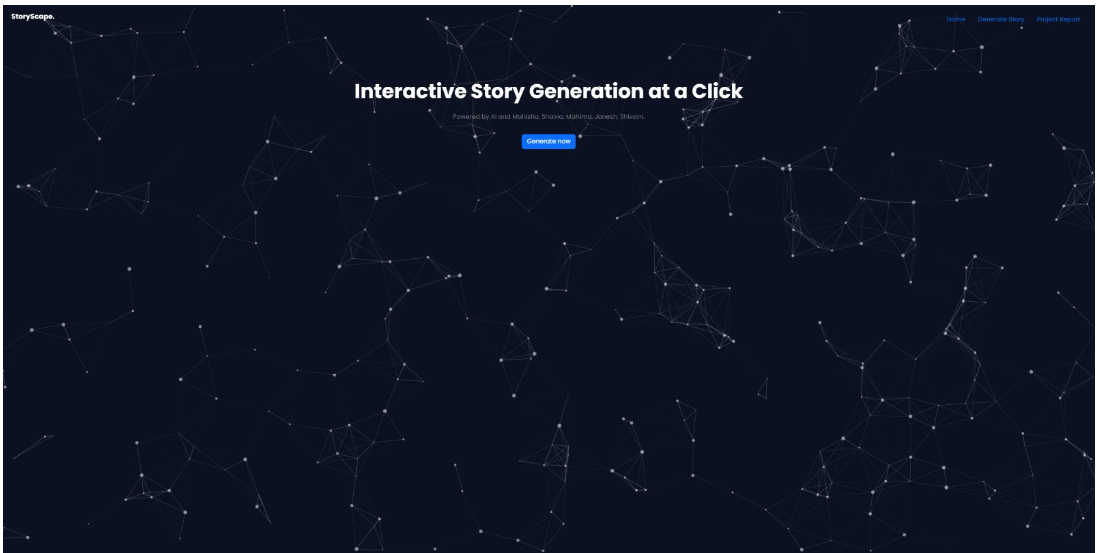 StoryScape.
Home Generate Story Project Report
Interactive Story Generation at a Click
Powered by AI and Mahisha, Shaina, Mahima, Jonesh, Shivam.
Generate now